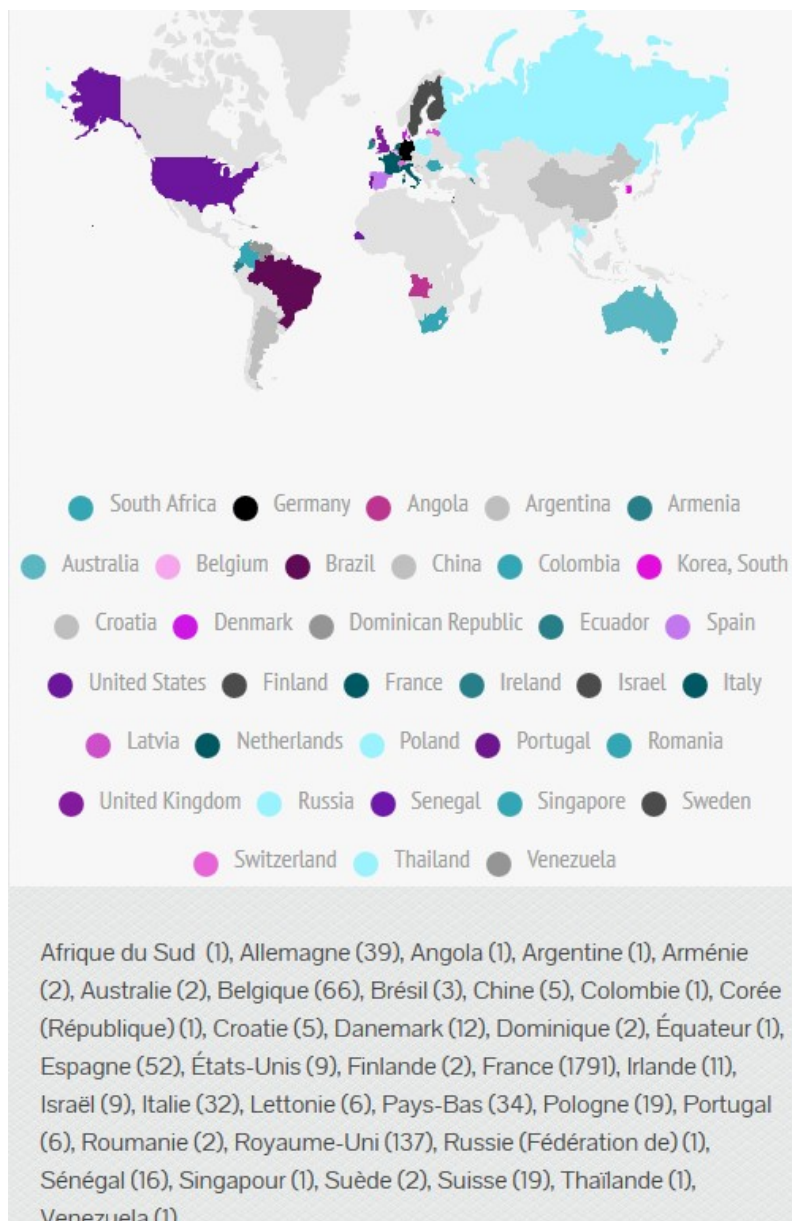 South Africa Germany Angola Argentina Armenia
Australia Belgium Brazil China Colombia Korea, South
Croatia Denmark Dominican Republic Ecuador Spain
United States Finland France Ireland Israel Italy
Latvia Netherlands Poland Portugal Romania
United Kingdom Russia Senegal Singapore Sweden
Switzerland Thailand Venezuela
Afrique du Sud (1), Allemagne (39), Angola (1), Argentine (1), Arménie
(2), Australie (2), Belgique (66), Brésil (3), Chine (5), Colombie (1), Corée
(République) (1), Croatie (5), Danemark (12), Dominique (2), Équateur (1),
Espagne (52), États-Unis (9), Finlande (2), France (1791), Irlande (11),
Israël (9), Italie (32), Lettonie (6), Pays-Bas (34), Pologne (19), Portugal
(6), Roumanie (2), Royaume-Uni (137), Russie (Fédération de) (1),
Sénégal (16), Singapour (1), Suède (2), Suisse (19), Thaïlande (1),
Venezuela (1)